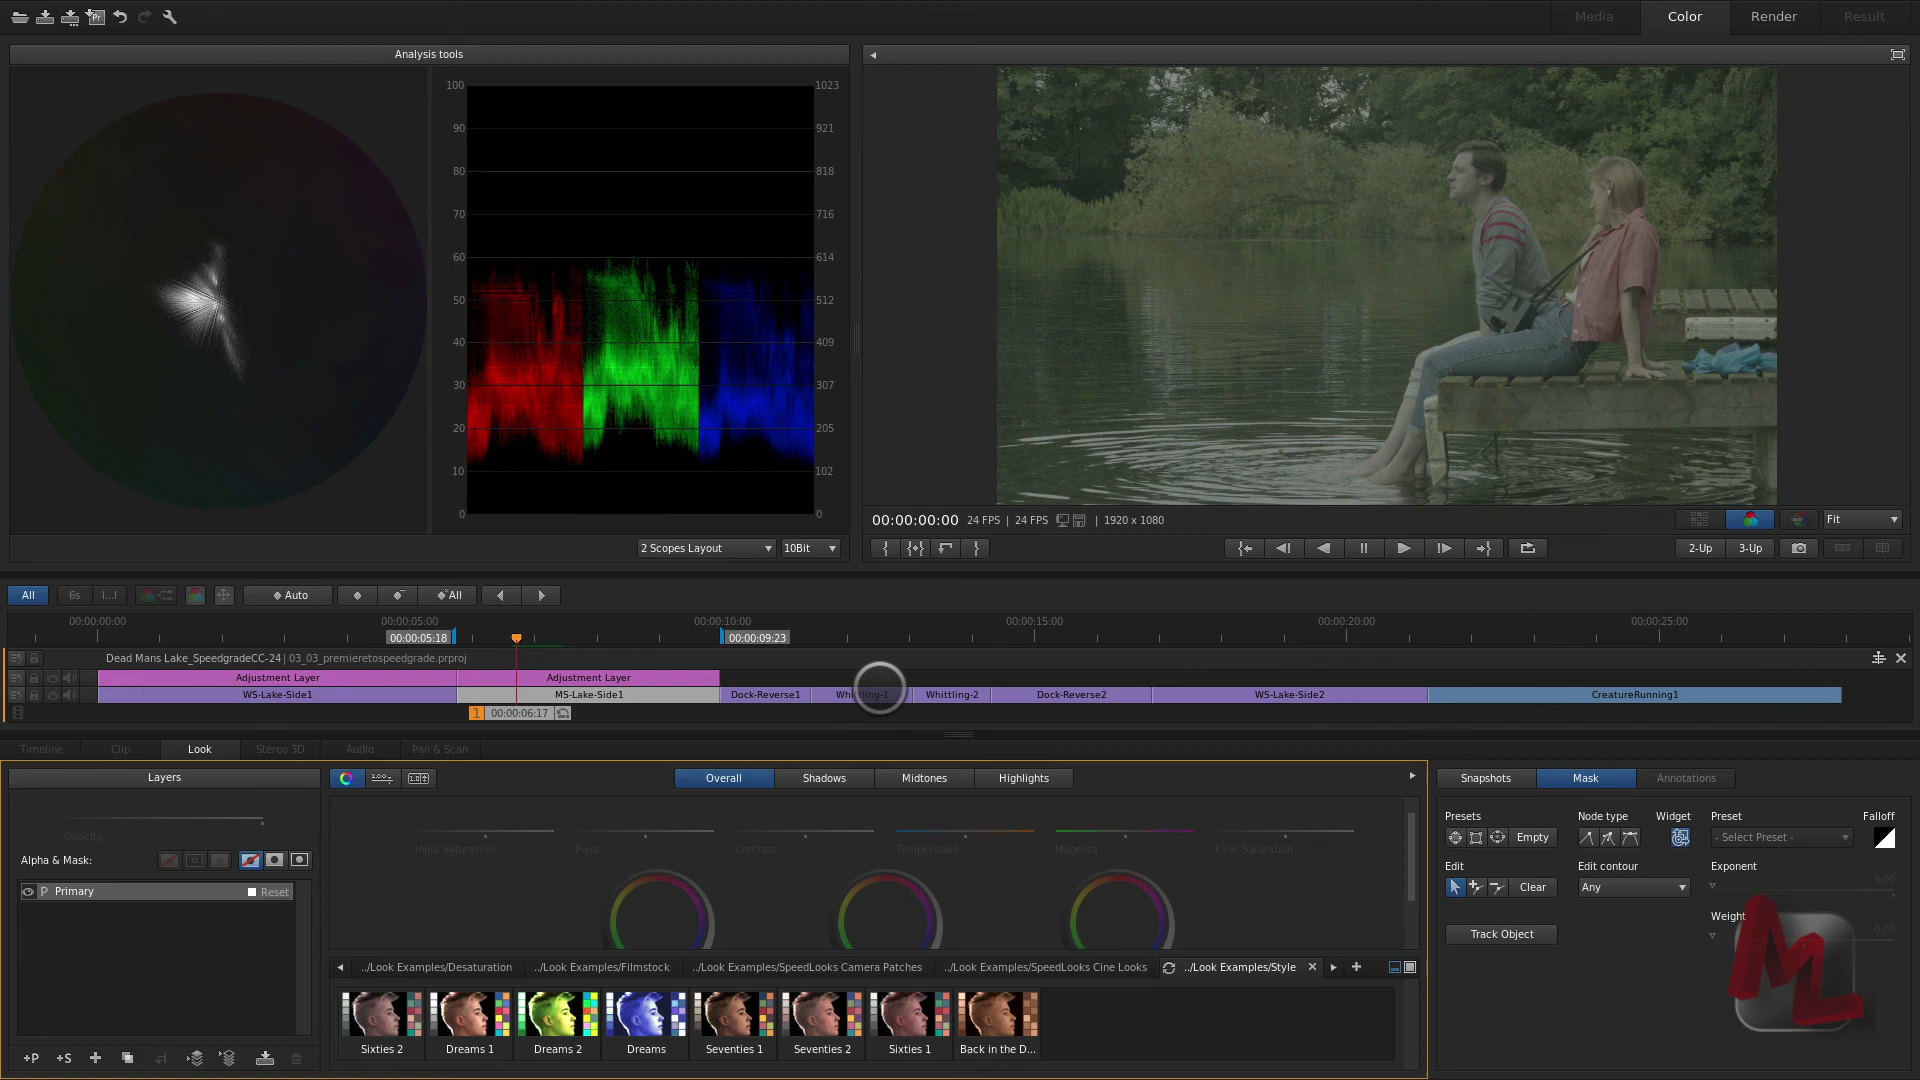 Media Color Render Result
Analysis tools
100 1023
90 921
80 818
70 716
60 614
50 512
40 409
30 307
20 205
10 102
0 0
2 Scopes Layout 10Bit
00:00:00:00 24 FPS | 24 FPS | 1920 x 1080 Fit
2-Up 3-Up
All 6s I...I Auto All
00:00:00:00 00:00:05:00 00:00:10:00 00:00:15:00 00:00:20:00 00:00:25:00
00:00:05:18 00:00:09:23
Dead Mans Lake_SpeedgradeCC-24 | 03_03_premieretospeedgrade.prproj
Adjustment Layer Adjustment Layer
WS-Lake-Side1 MS-Lake-Side1 Dock-Reverse1 Whittling-1 Whittling-2 Dock-Reverse2 WS-Lake-Side2 CreatureRunning1
1 00:00:06:17
Timeline Clip Look Stereo 3D Audio Pan & Scan
Layers
Opacity
Alpha & Mask:
P Primary Reset
+P +S
1.00 1.0
Overall Shadows Midtones Highlights
Input Saturation Pivot Contrast Temperature Magenta Final Saturation
../Look Examples/Desaturation ../Look Examples/Filmstock ../Look Examples/SpeedLooks Camera Patches ../Look Examples/SpeedLooks Cine Looks ../Look Examples/Style
Sixties 2 Dreams 1 Dreams 2 Dreams Seventies 1 Seventies 2 Sixties 1 Back in the D...
Snapshots Mask Annotations
Presets Node type Widget Preset Falloff
Empty - Select Preset -
Edit Edit contour Exponent
Clear Any 0.00
Track Object Weight 0.00
ML